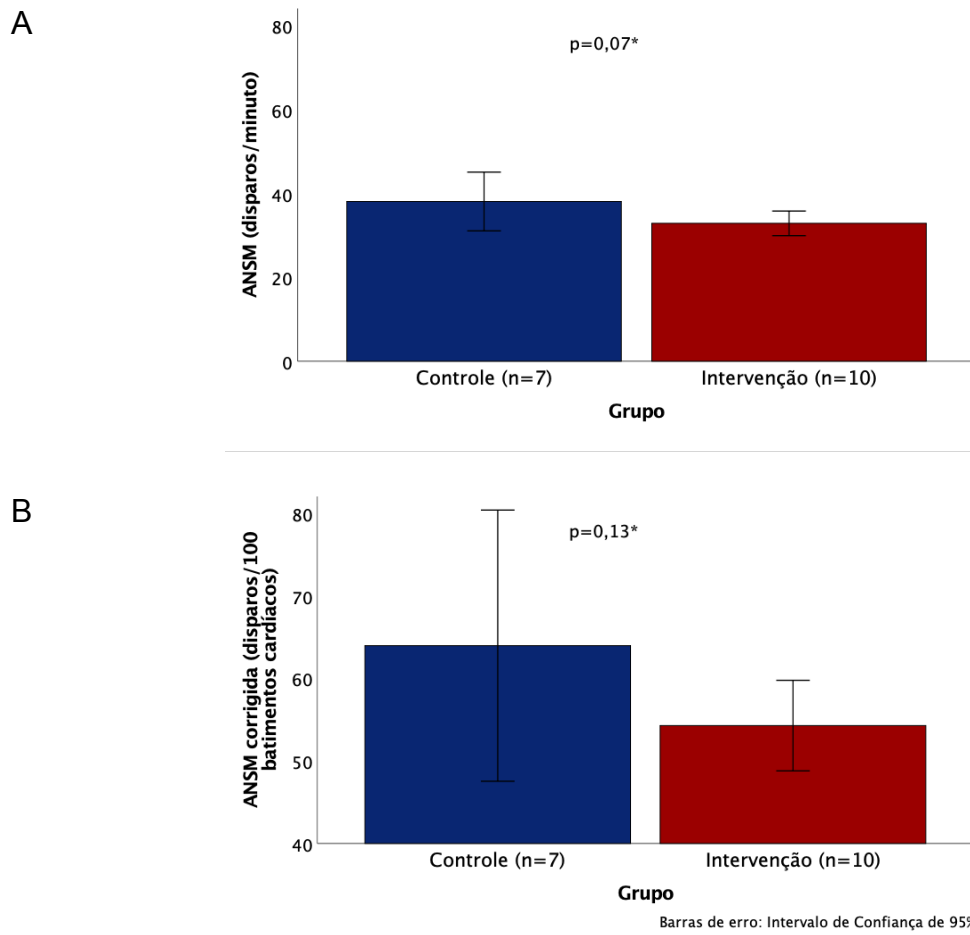 A
80
60
40
20
0
p=0,07*
ANSM (disparos/minuto)
Controle (n=7)
Intervenção (n=10)
Grupo
B
80
70
60
50
40
p=0,13*
ANSM corrigida (disparos/100
batimentos cardíacos)
Controle (n=7)
Intervenção (n=10)
Grupo
Barras de erro: Intervalo de Confiança de 95%